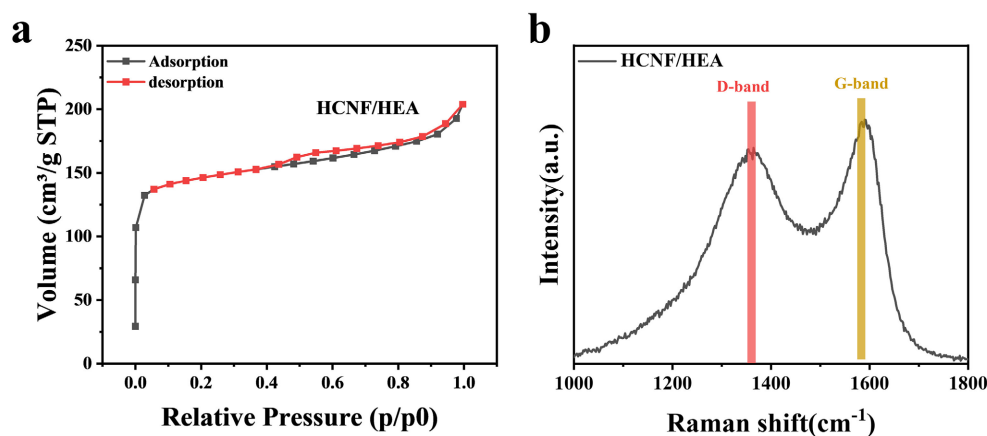 a
Volume (cm³/g STP)
250
200
150
100
50
0
Adsorption
desorption
HCNF/HEA
0.0 0.2 0.4 0.6 0.8 1.0
Relative Pressure (p/p0)
b
Intensity(a.u.)
HCNF/HEA
D-band
G-band
1000 1200 1400 1600 1800
Raman shift(cm⁻¹)